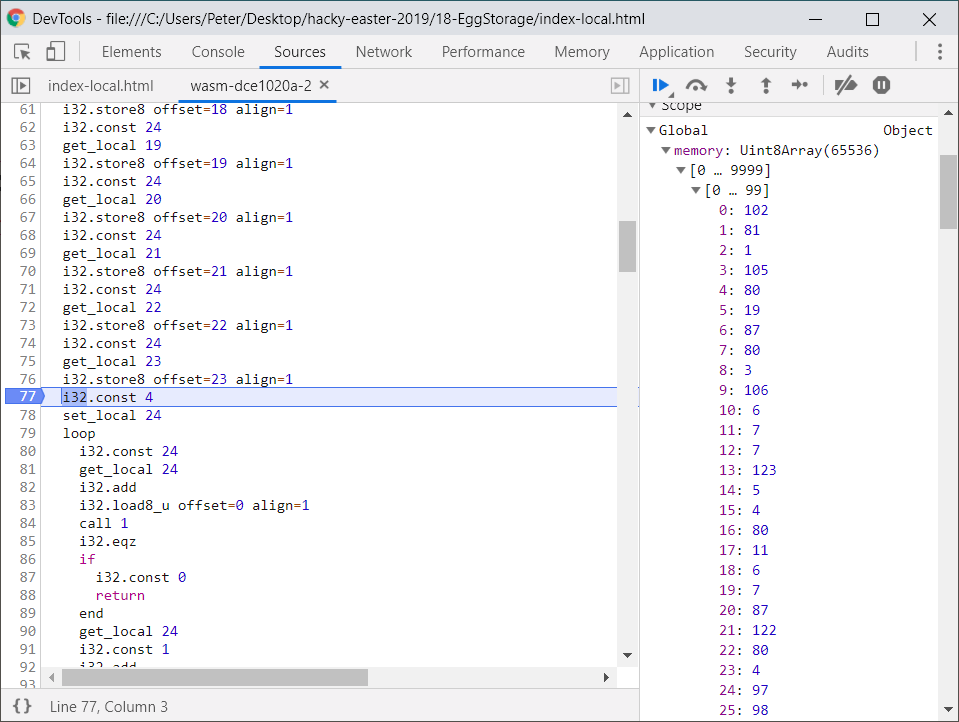 DevTools - file:///C:/Users/Peter/Desktop/hacky-easter-2019/18-EggStorage/index-local.html
Elements Console Sources Network Performance Memory Application Security Audits
index-local.html wasm-dce1020a-2 ×
61 i32.store8 offset=18 align=1
62 i32.const 24
63 get_local 19
64 i32.store8 offset=19 align=1
65 i32.const 24
66 get_local 20
67 i32.store8 offset=20 align=1
68 i32.const 24
69 get_local 21
70 i32.store8 offset=21 align=1
71 i32.const 24
72 get_local 22
73 i32.store8 offset=22 align=1
74 i32.const 24
75 get_local 23
76 i32.store8 offset=23 align=1
77 i32.const 4
78 set_local 24
79 loop
80 i32.const 24
81 get_local 24
82 i32.add
83 i32.load8_u offset=0 align=1
84 call 1
85 i32.eqz
86 if
87 i32.const 0
88 return
89 end
90 get_local 24
91 i32.const 1
92 i32.add
93
{} Line 77, Column 3
Scope
Global Object
memory: Uint8Array(65536)
[0 … 9999]
[0 … 99]
0: 102
1: 81
2: 1
3: 105
4: 80
5: 19
6: 87
7: 80
8: 3
9: 106
10: 6
11: 7
12: 7
13: 123
14: 5
15: 4
16: 80
17: 11
18: 6
19: 7
20: 87
21: 122
22: 80
23: 4
24: 97
25: 98